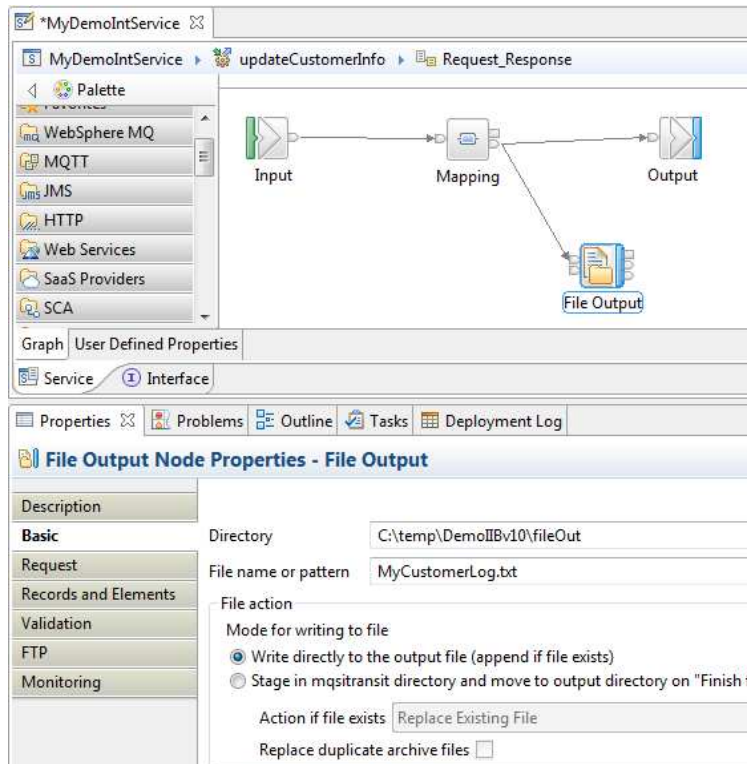 *MyDemoIntService
MyDemoIntService updateCustomerInfo Request_Response
Palette
Favorites
WebSphere MQ
MQTT
JMS
HTTP
Web Services
SaaS Providers
SCA
Input
Mapping
Output
File Output
Graph User Defined Properties
Service Interface
Properties Problems Outline Tasks Deployment Log
File Output Node Properties - File Output
Description
Basic
Request
Records and Elements
Validation
FTP
Monitoring
Directory C:\temp\DemoIIBv10\fileOut
File name or pattern MyCustomerLog.txt
File action
Mode for writing to file
Write directly to the output file (append if file exists)
Stage in mqsitransit directory and move to output directory on "Finish
Action if file exists Replace Existing File
Replace duplicate archive files